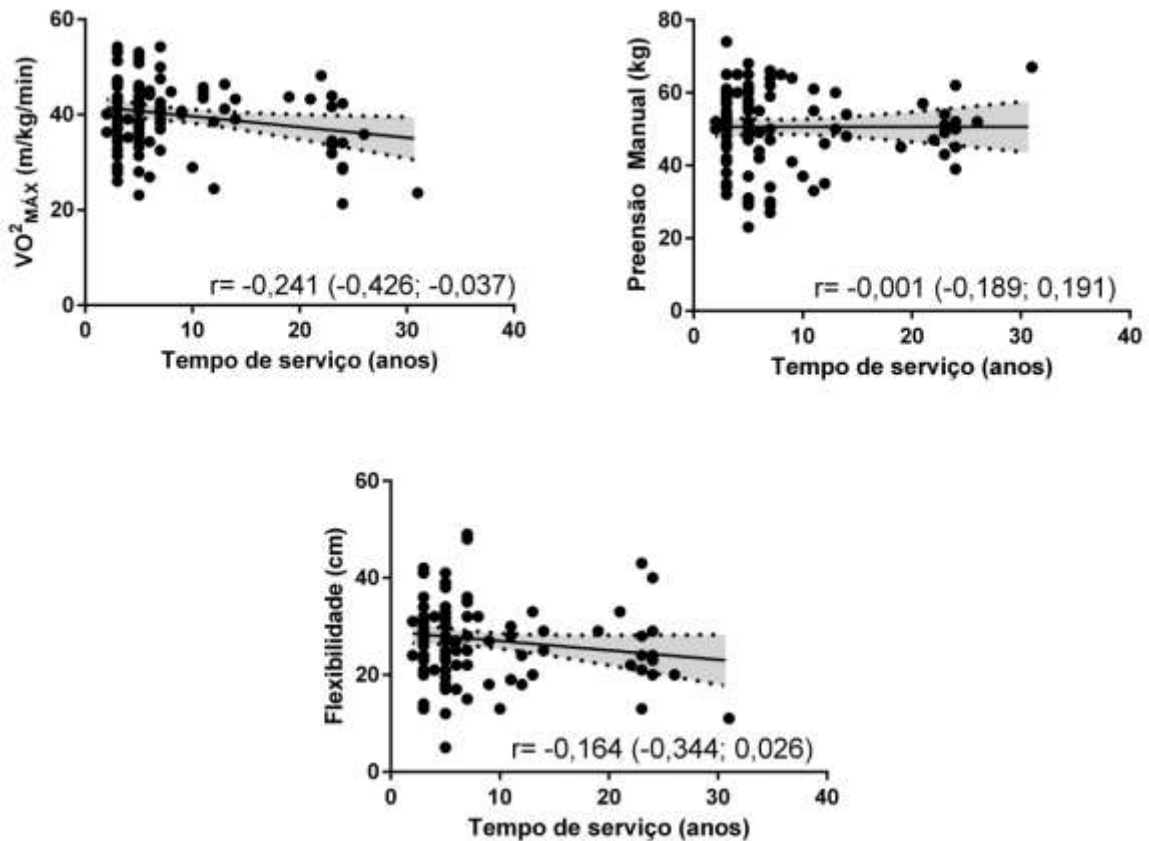 60
40
20
0
VO²MÁX (m/kg/min)
r= -0,241 (-0,426; -0,037)
0 10 20 30 40
Tempo de serviço (anos)
80
60
40
20
0
Preensão Manual (kg)
r= -0,001 (-0,189; 0,191)
0 10 20 30 40
Tempo de serviço (anos)
60
40
20
0
Flexibilidade (cm)
r= -0,164 (-0,344; 0,026)
0 10 20 30 40
Tempo de serviço (anos)